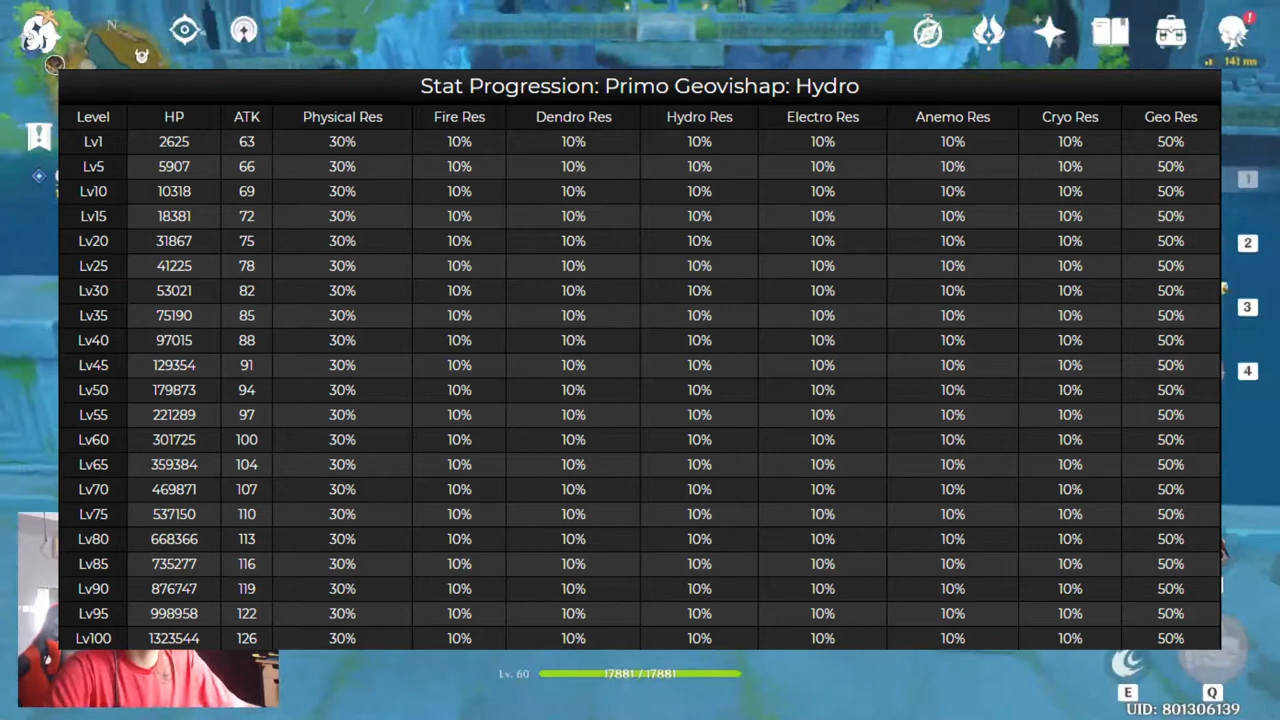 N
141 ms
Stat Progression: Primo Geovishap: Hydro
Level HP ATK Physical Res Fire Res Dendro Res Hydro Res Electro Res Anemo Res Cryo Res Geo Res
Lv1 2625 63 30% 10% 10% 10% 10% 10% 10% 50%
Lv5 5907 66 30% 10% 10% 10% 10% 10% 10% 50%
Lv10 10318 69 30% 10% 10% 10% 10% 10% 10% 50%
Lv15 18381 72 30% 10% 10% 10% 10% 10% 10% 50%
Lv20 31867 75 30% 10% 10% 10% 10% 10% 10% 50%
Lv25 41225 78 30% 10% 10% 10% 10% 10% 10% 50%
Lv30 53021 82 30% 10% 10% 10% 10% 10% 10% 50%
Lv35 75190 85 30% 10% 10% 10% 10% 10% 10% 50%
Lv40 97015 88 30% 10% 10% 10% 10% 10% 10% 50%
Lv45 129354 91 30% 10% 10% 10% 10% 10% 10% 50%
Lv50 179873 94 30% 10% 10% 10% 10% 10% 10% 50%
Lv55 221289 97 30% 10% 10% 10% 10% 10% 10% 50%
Lv60 301725 100 30% 10% 10% 10% 10% 10% 10% 50%
Lv65 359384 104 30% 10% 10% 10% 10% 10% 10% 50%
Lv70 469871 107 30% 10% 10% 10% 10% 10% 10% 50%
Lv75 537150 110 30% 10% 10% 10% 10% 10% 10% 50%
Lv80 668366 113 30% 10% 10% 10% 10% 10% 10% 50%
Lv85 735277 116 30% 10% 10% 10% 10% 10% 10% 50%
Lv90 876747 119 30% 10% 10% 10% 10% 10% 10% 50%
Lv95 998958 122 30% 10% 10% 10% 10% 10% 10% 50%
Lv100 1323544 126 30% 10% 10% 10% 10% 10% 10% 50%
1
2
3
4
Lv. 60 17881 / 17881
E Q
UID: 801306139